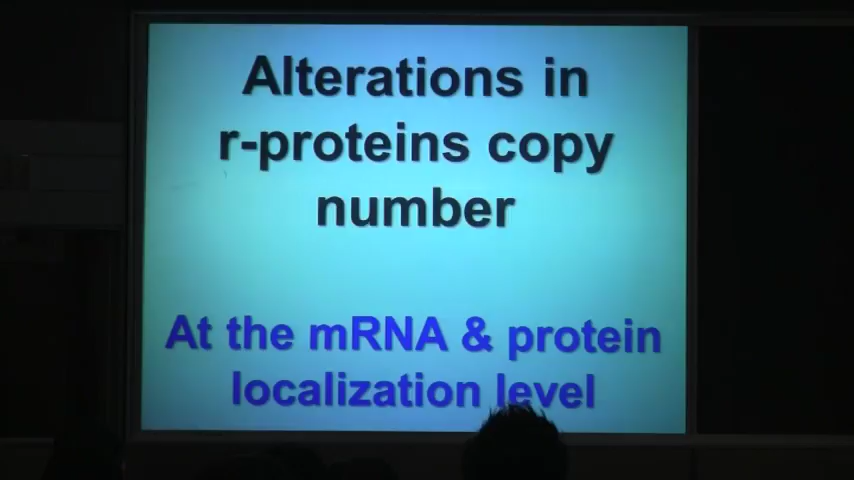 Alterations in
r-proteins copy
number
At the mRNA & protein
localization level